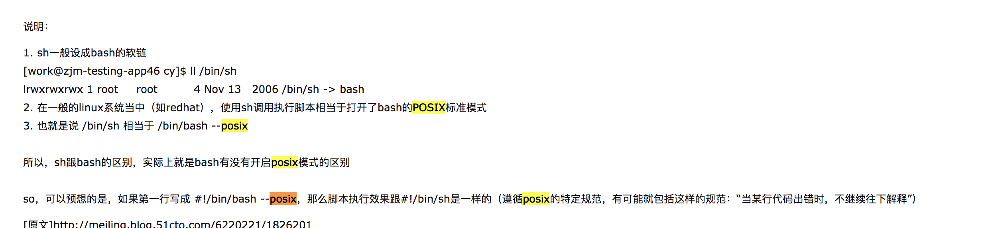 说明：
1. sh一般设成bash的软链
[work@zjm-testing-app46 cy]$ ll /bin/sh
lrwxrwxrwx 1 root root 4 Nov 13 2006 /bin/sh -> bash
2. 在一般的linux系统当中（如redhat），使用sh调用执行脚本相当于打开了bash的POSIX标准模式
3. 也就是说 /bin/sh 相当于 /bin/bash --posix
所以，sh跟bash的区别，实际上就是bash有没有开启posix模式的区别
so，可以预想的是，如果第一行写成 #!/bin/bash --posix，那么脚本执行效果跟#!/bin/sh是一样的（遵循posix的特定规范，有可能就包括这样的规范：“当某行代码出错时，不继续往下解释”）
[原文]http://meiling.blog.51cto.com/6220221/1826201